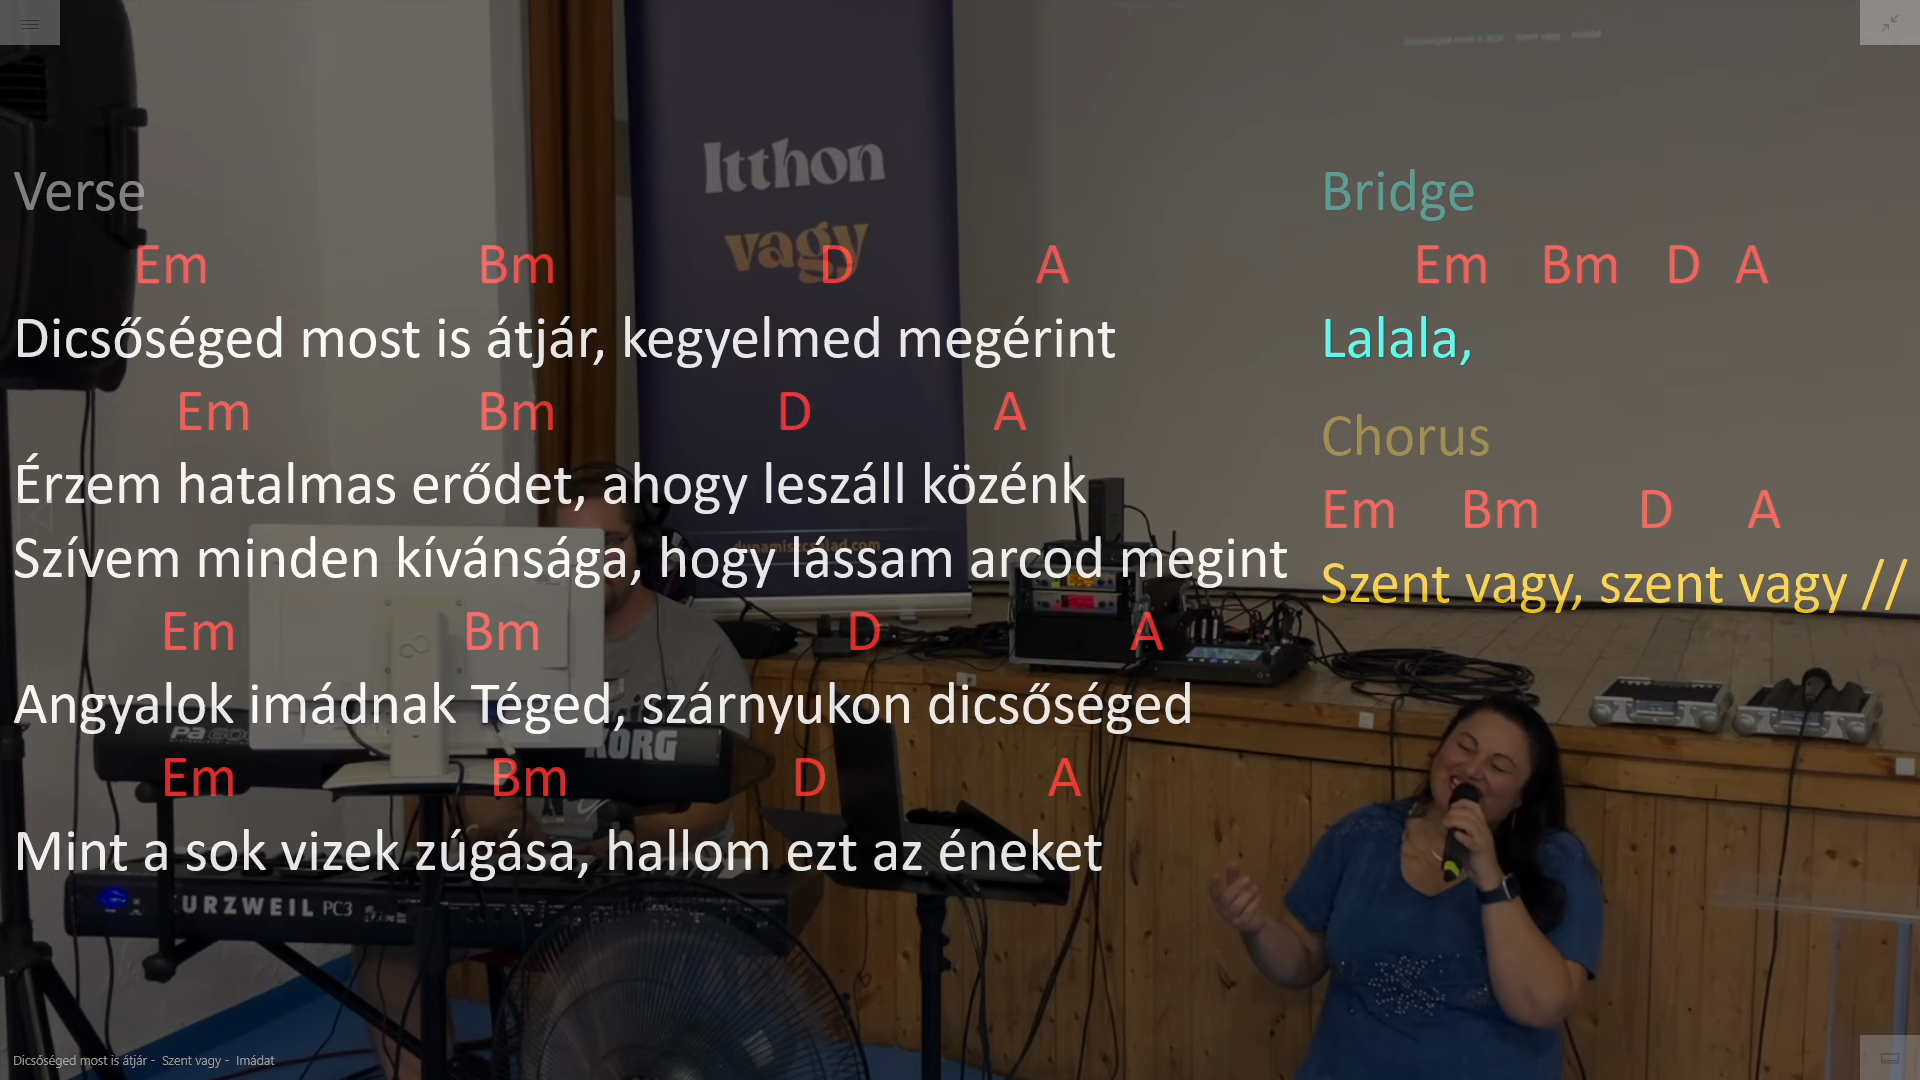 Itthon
vagy
Verse
Em Bm D A
Dicsőséged most is átjár, kegyelmed megérint
Em Bm D A
Érzem hatalmas erődet, ahogy leszáll közénk
Szívem minden kívánsága, hogy lássam arcod megint
Em Bm D A
Angyalok imádnak Téged, szárnyukon dicsőséged
Em Bm D A
Mint a sok vizek zúgása, hallom ezt az éneket
Bridge
Em Bm D A
Lalala,
Chorus
Em Bm D A
Szent vagy, szent vagy //
KORG
KURZWEIL PC3
Dicsőséged most is átjár - Szent vagy - Imádat